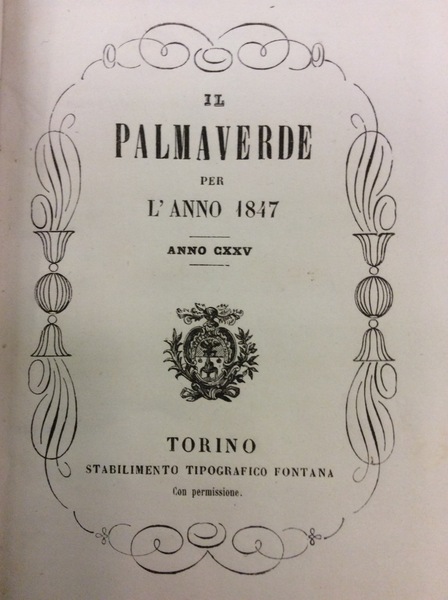 IL
PALMAVERDE
PER
L'ANNO 1847
ANNO CXXV
TORINO
STABILIMENTO TIPOGRAFICO FONTANA
Con permissione.